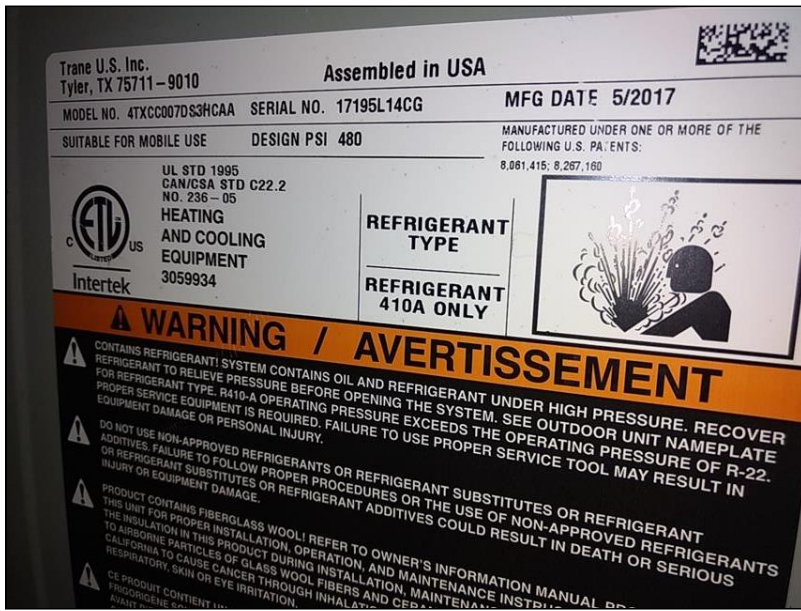 Trane U.S. Inc.
Tyler, TX 75711-9010
Assembled in USA
MODEL NO. 4TXCC007DS3HCAA SERIAL NO. 17195L14CG MFG DATE 5/2017
SUITABLE FOR MOBILE USE DESIGN PSI 480
MANUFACTURED UNDER ONE OR MORE OF THE
FOLLOWING U.S. PATENTS:
8,061,415; 8,267,160
UL STD 1995
CAN/CSA STD C22.2
NO. 236-05
HEATING
AND COOLING
EQUIPMENT
3059934
C ETL US
LISTED
Intertek
REFRIGERANT
TYPE
REFRIGERANT
410A ONLY
WARNING / AVERTISSEMENT
CONTAINS REFRIGERANT! SYSTEM CONTAINS OIL AND REFRIGERANT UNDER HIGH PRESSURE. RECOVER
REFRIGERANT TO RELIEVE PRESSURE BEFORE OPENING THE SYSTEM. SEE OUTDOOR UNIT NAMEPLATE
FOR REFRIGERANT TYPE. R410-A OPERATING PRESSURE EXCEEDS THE OPERATING PRESSURE OF R-22.
PROPER SERVICE EQUIPMENT IS REQUIRED. FAILURE TO USE PROPER SERVICE TOOL MAY RESULT IN
EQUIPMENT DAMAGE OR PERSONAL INJURY.
DO NOT USE NON-APPROVED REFRIGERANTS OR REFRIGERANT SUBSTITUTES OR REFRIGERANT
ADDITIVES. FAILURE TO FOLLOW PROPER PROCEDURES OR THE USE OF NON-APPROVED REFRIGERANTS
OR REFRIGERANT SUBSTITUTES OR REFRIGERANT ADDITIVES COULD RESULT IN DEATH OR SERIOUS
INJURY OR EQUIPMENT DAMAGE.
PRODUCT CONTAINS FIBERGLASS WOOL! REFER TO OWNER'S INFORMATION MANUAL
THIS UNIT FOR PROPER INSTALLATION, OPERATION, AND MAINTENANCE
THE INSULATION IN THIS PRODUCT DURING INSTALLATION,
TO AIRBORNE PARTICLES OF GLASS WOOL FIBERS AND
CALIFORNIA TO CAUSE CANCER THROUGH
RESPIRATORY, SKIN OR EYE IRRITATION.
CE PRODUIT CONTIENT